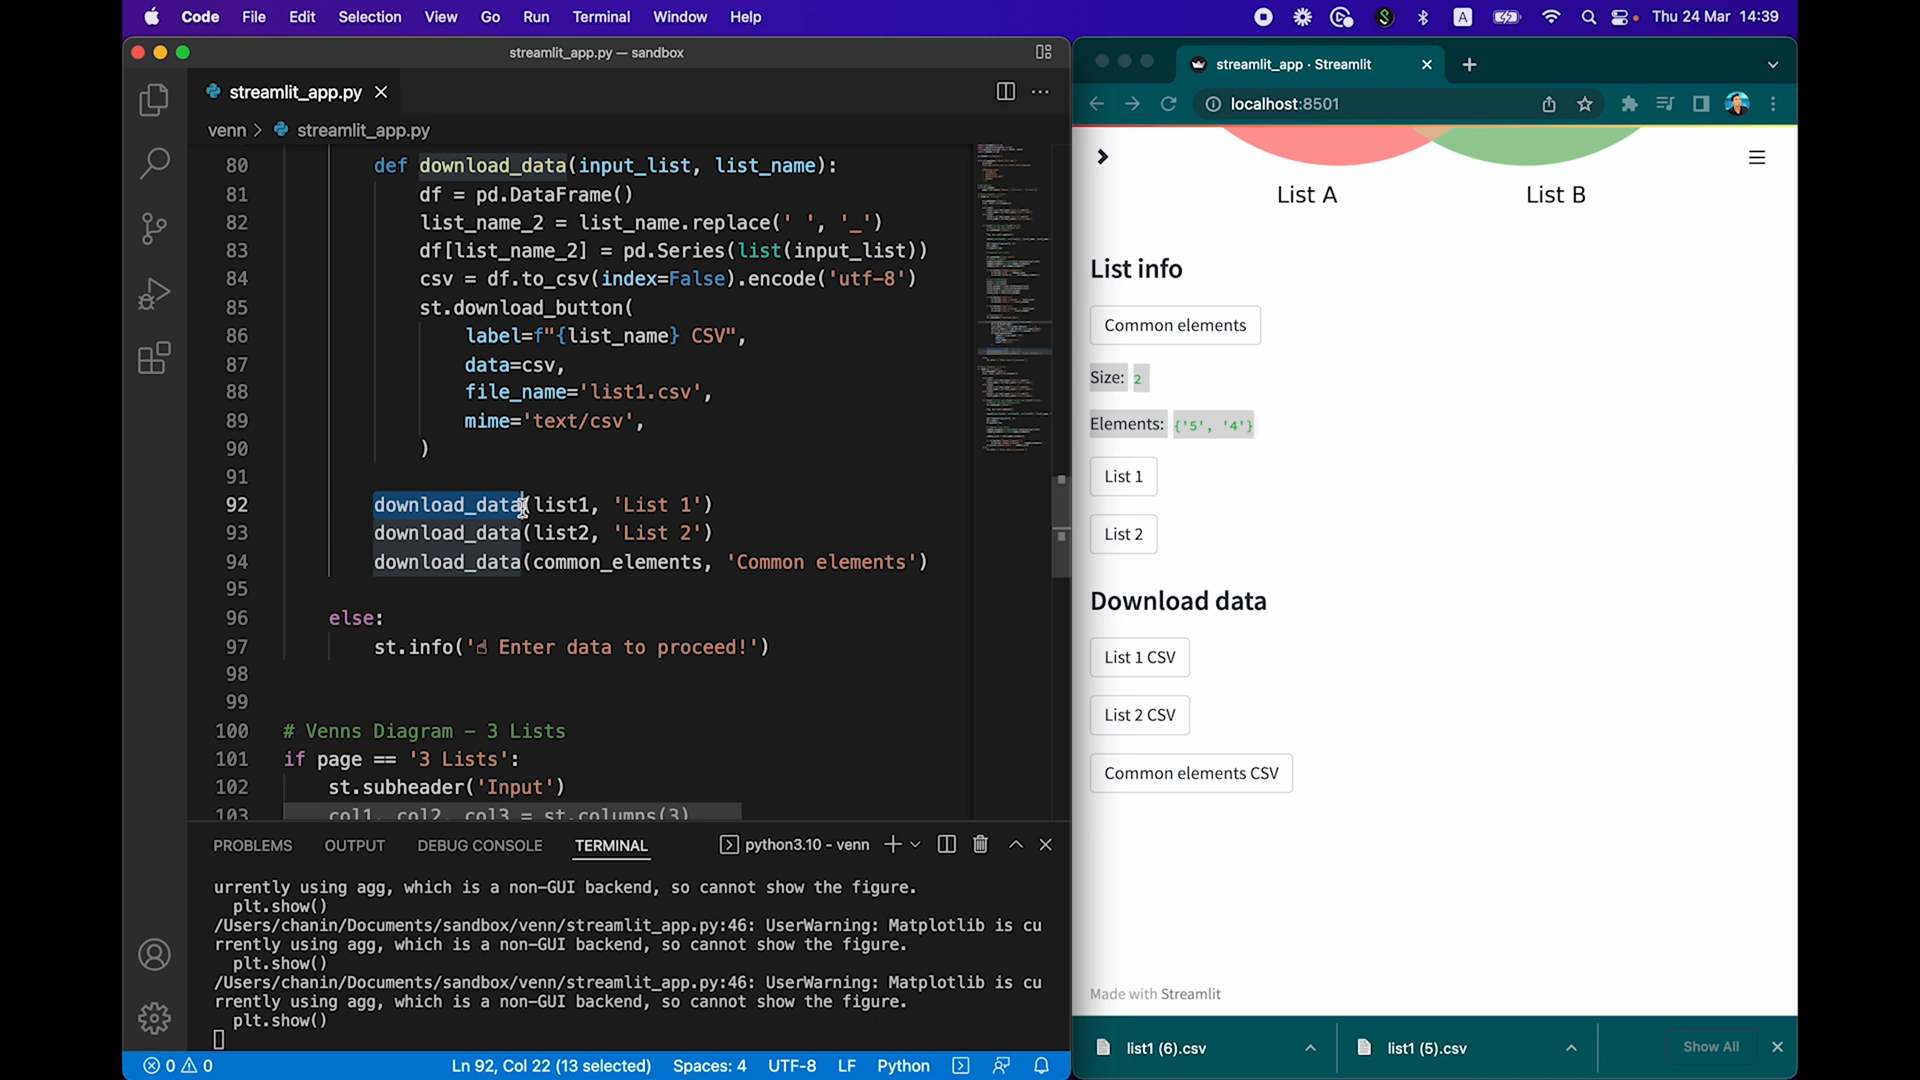 Code File Edit Selection View Go Run Terminal Window Help
A
Thu 24 Mar 14:39
streamlit_app.py — sandbox
streamlit_app.py
venn > streamlit_app.py
80 def download_data(input_list, list_name):
81 df = pd.DataFrame()
82 list_name_2 = list_name.replace(' ', '_')
83 df[list_name_2] = pd.Series(list(input_list))
84 csv = df.to_csv(index=False).encode('utf-8')
85 st.download_button(
86 label=f"{list_name} CSV",
87 data=csv,
88 file_name='list1.csv',
89 mime='text/csv',
90 )
91
92 download_data(list1, 'List 1')
93 download_data(list2, 'List 2')
94 download_data(common_elements, 'Common elements')
95
96 else:
97 st.info('☝ Enter data to proceed!')
98
99
100 # Venns Diagram – 3 Lists
101 if page == '3 Lists':
102 st.subheader('Input')
103 col1, col2, col3 = st.columns(3)
PROBLEMS OUTPUT DEBUG CONSOLE TERMINAL python3.10 - venn
urrently using agg, which is a non-GUI backend, so cannot show the figure.
plt.show()
/Users/chanin/Documents/sandbox/venn/streamlit_app.py:46: UserWarning: Matplotlib is cu
rrently using agg, which is a non-GUI backend, so cannot show the figure.
plt.show()
/Users/chanin/Documents/sandbox/venn/streamlit_app.py:46: UserWarning: Matplotlib is cu
rrently using agg, which is a non-GUI backend, so cannot show the figure.
plt.show()
0 0 Ln 92, Col 22 (13 selected) Spaces: 4 UTF-8 LF Python
streamlit_app · Streamlit
localhost:8501
List A List B
List info
Common elements
Size: 2
Elements: {'5', '4'}
List 1
List 2
Download data
List 1 CSV
List 2 CSV
Common elements CSV
Made with Streamlit
list1 (6).csv list1 (5).csv Show All